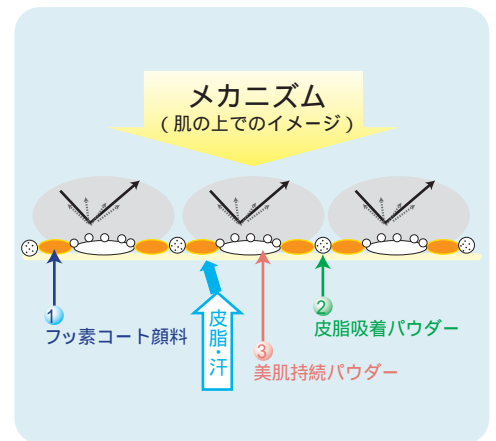 メカニズム
(肌の上でのイメージ)
1
フッ素コート顔料
皮脂・汗
2
皮脂吸着パウダー
3
美肌持続パウダー